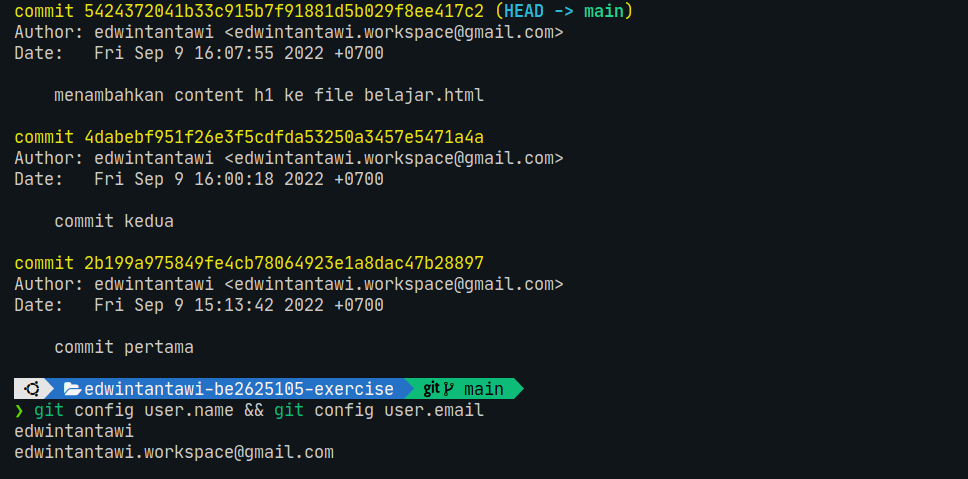 commit 5424372041b33c915b7f91881d5b029f8ee417c2 (HEAD -> main)
Author: edwintantawi <edwintantawi.workspace@gmail.com>
Date:   Fri Sep 9 16:07:55 2022 +0700
    menambahkan content h1 ke file belajar.html
commit 4dabebf951f26e3f5cdfda53250a3457e5471a4a
Author: edwintantawi <edwintantawi.workspace@gmail.com>
Date:   Fri Sep 9 16:00:18 2022 +0700
    commit kedua
commit 2b199a975849fe4cb78064923e1a8dac47b28897
Author: edwintantawi <edwintantawi.workspace@gmail.com>
Date:   Fri Sep 9 15:13:42 2022 +0700
    commit pertama
edwintantawi-be2625105-exercise git main
❯ git config user.name && git config user.email
edwintantawi
edwintantawi.workspace@gmail.com